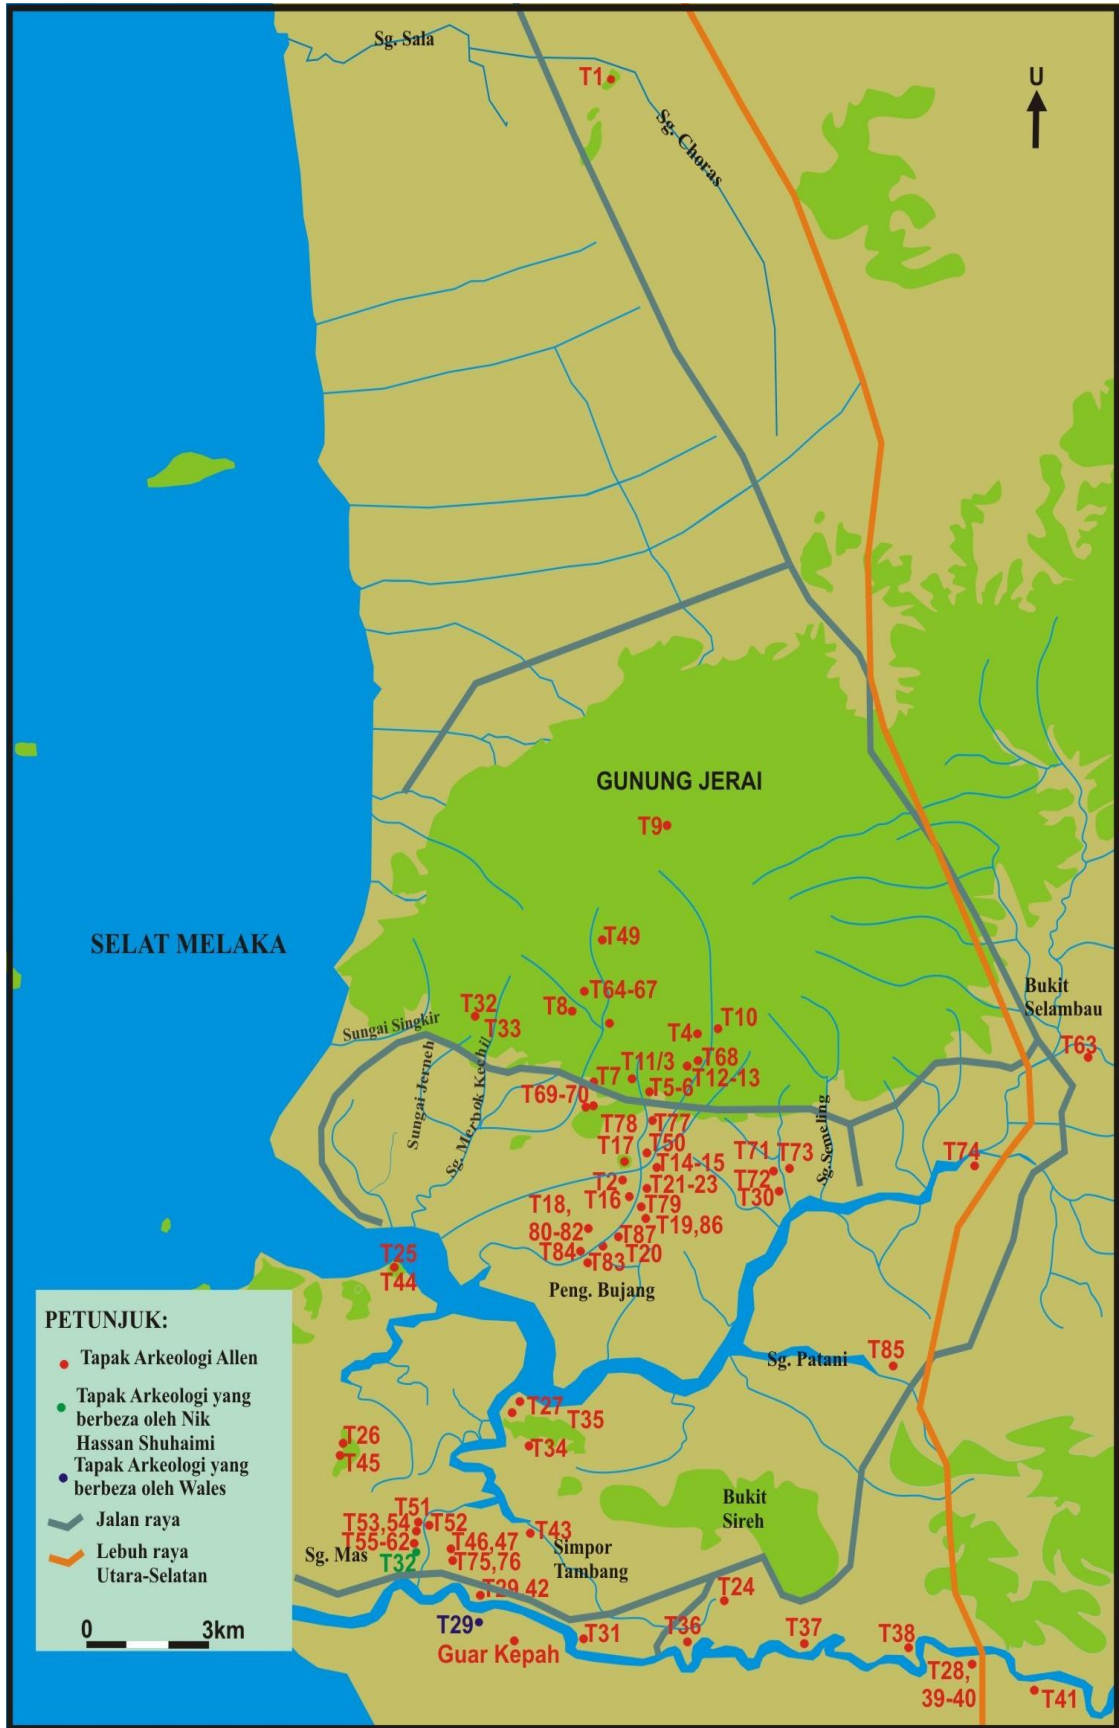 Sg. Sala
T1
U
Sg. Choras
GUNUNG JERAI
T9
SELAT MELAKA
T49
T64-67
T8
T32
T33
T10
T4
Bukit
Selambau
T63
Sungai Singkir
Sungai Jerneh
Sg. Merbok Kechil
T68
T11/3
T12-13
T7
T5-6
T69-70
T78
T77
T17
T50
T14-15
T71
T73
Sg.Semeling
T74
T2
T21-23
T72
T16
T30
T79
T18,
80-82
T19,86
T87
T84
T20
T83
Peng. Bujang
T25
T44
PETUNJUK:
Tapak Arkeologi Allen
Tapak Arkeologi yang
berbeza oleh Nik
Hassan Shuhaimi
Tapak Arkeologi yang
berbeza oleh Wales
Jalan raya
Lebuh raya
Utara-Selatan
0 3km
Sg. Patani
T85
T27
T35
T34
T26
T45
Bukit
Sireh
T51
T53,54
T52
T55-62
T46,47
T43
T32
T75,76
Simpor
Tambang
Sg. Mas
T29,42
T24
T29
Guar Kepah
T31
T36
T37
T38
T28,
39-40
T41